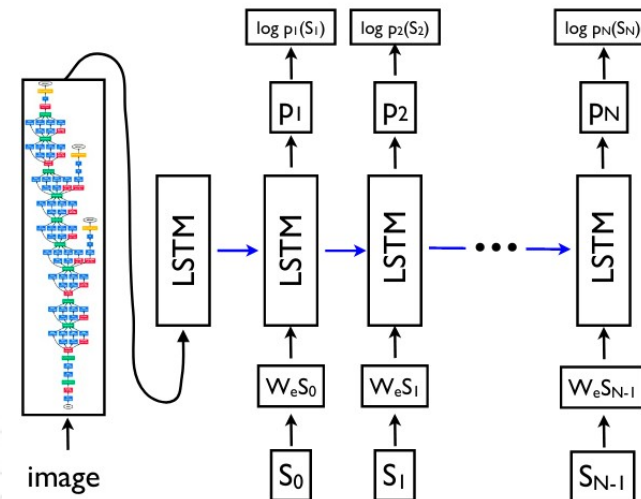 log p1(S1) log p2(S2) log pN(SN)
p1 p2 pN
LSTM LSTM LSTM LSTM
WeS0 WeS1 WeSN-1
image S0 S1 SN-1